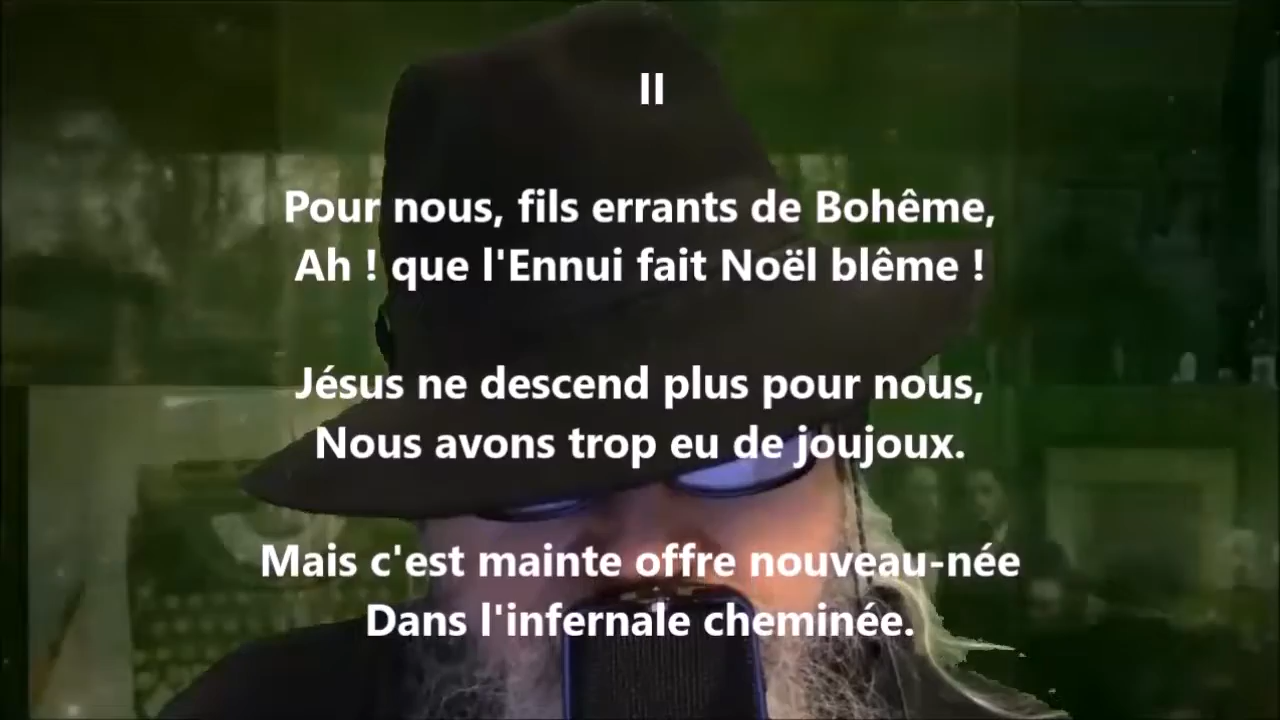 II
Pour nous, fils errants de Bohême,
Ah ! que l'Ennui fait Noël blême !
Jésus ne descend plus pour nous,
Nous avons trop eu de joujoux.
Mais c'est mainte offre nouveau-née
Dans l'infernale cheminée.